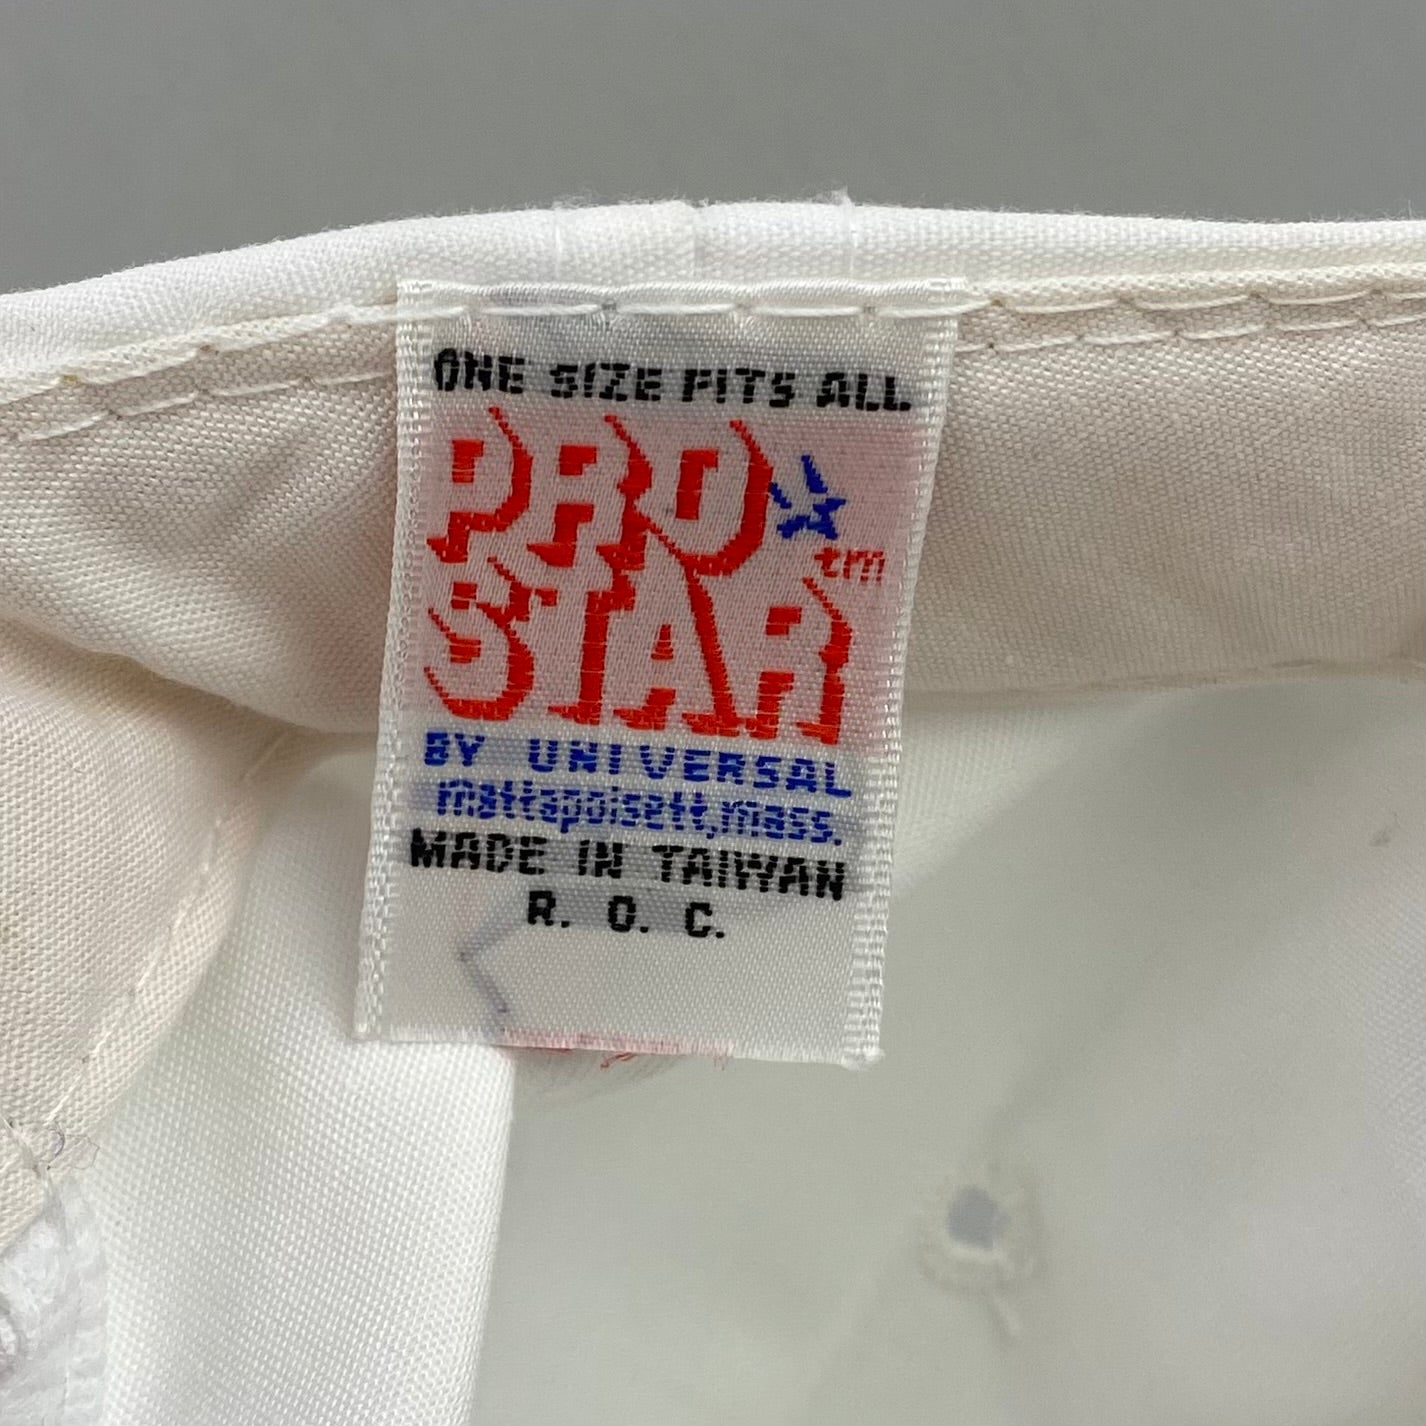 ONE SIZE FITS ALL
PRO
tm
STAR
BY UNIVERSAL
mattapoisett, mass.
MADE IN TAIWAN
R. O. C.